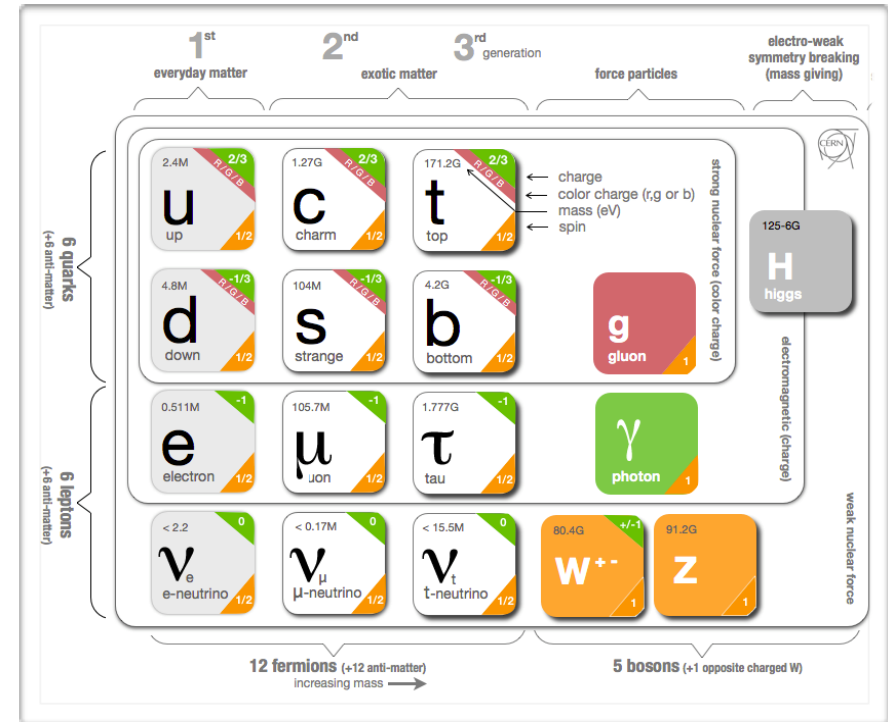 1st
2nd
3rd generation
everyday matter
exotic matter
force particles
electro-weak
symmetry breaking
(mass giving)
CERN
6 quarks
(+6 anti-matter)
2.4M 2/3
R/G/B
u
up 1/2
1.27G 2/3
R/G/B
c
charm 1/2
171.2G 2/3
R/G/B
t
top 1/2
charge
color charge (r,g or b)
mass (eV)
spin
strong nuclear force (color charge)
125-6G
H
higgs
4.8M -1/3
R/G/B
d
down 1/2
104M -1/3
R/G/B
s
strange 1/2
4.2G -1/3
R/G/B
b
bottom 1/2
g
gluon 1
electromagnetic (charge)
6 leptons
(+6 anti-matter)
0.511M -1
e
electron 1/2
105.7M -1
μ
uon 1/2
1.777G -1
τ
tau 1/2
γ
photon 1
weak nuclear force
< 2.2 0
νe
e-neutrino 1/2
< 0.17M 0
νμ
μ-neutrino 1/2
< 15.5M 0
νt
t-neutrino 1/2
80.4G +/-1
W+-
1
91.2G
Z
1
12 fermions (+12 anti-matter)
increasing mass
5 bosons (+1 opposite charged W)